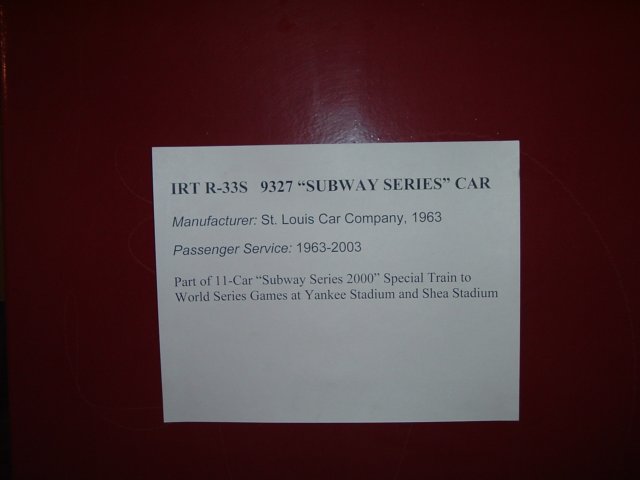 IRT R-33S 9327 “SUBWAY SERIES” CAR
Manufacturer: St. Louis Car Company, 1963
Passenger Service: 1963-2003
Part of 11-Car “Subway Series 2000” Special Train to
World Series Games at Yankee Stadium and Shea Stadium